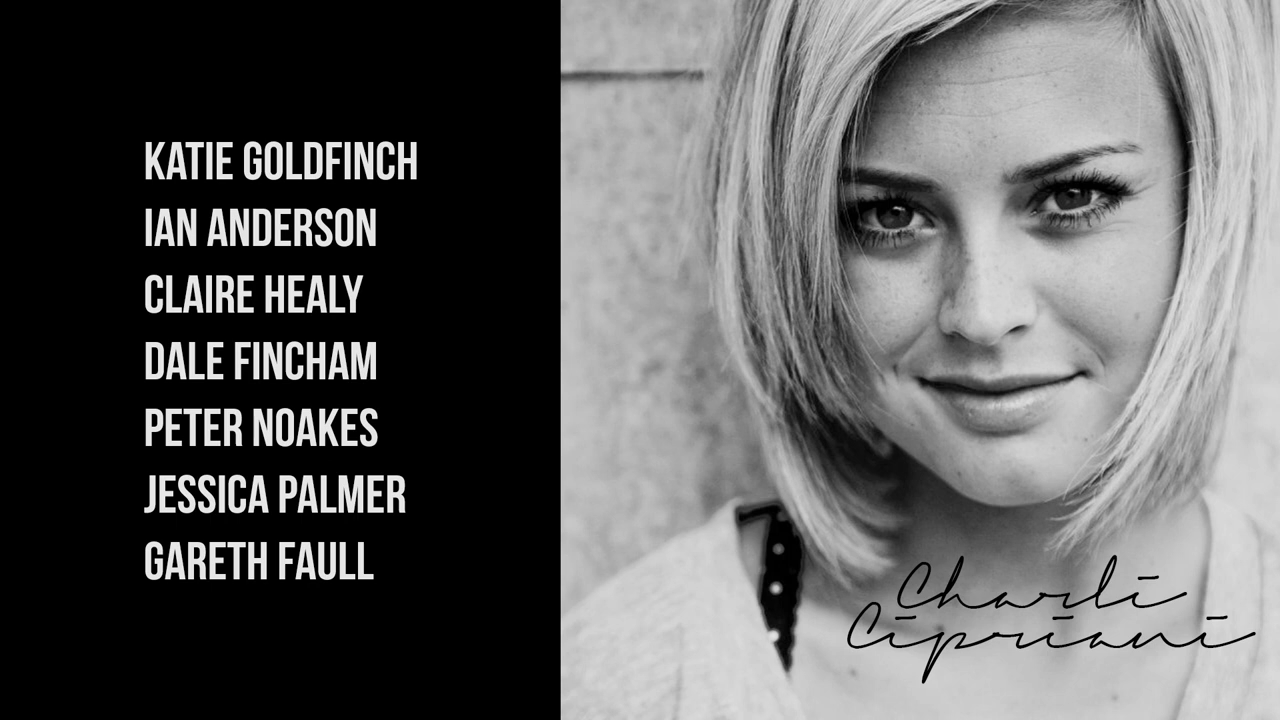 KATIE GOLDFINCH
IAN ANDERSON
CLAIRE HEALY
DALE FINCHAM
PETER NOAKES
JESSICA PALMER
GARETH FAULL
Charli
Cipriani